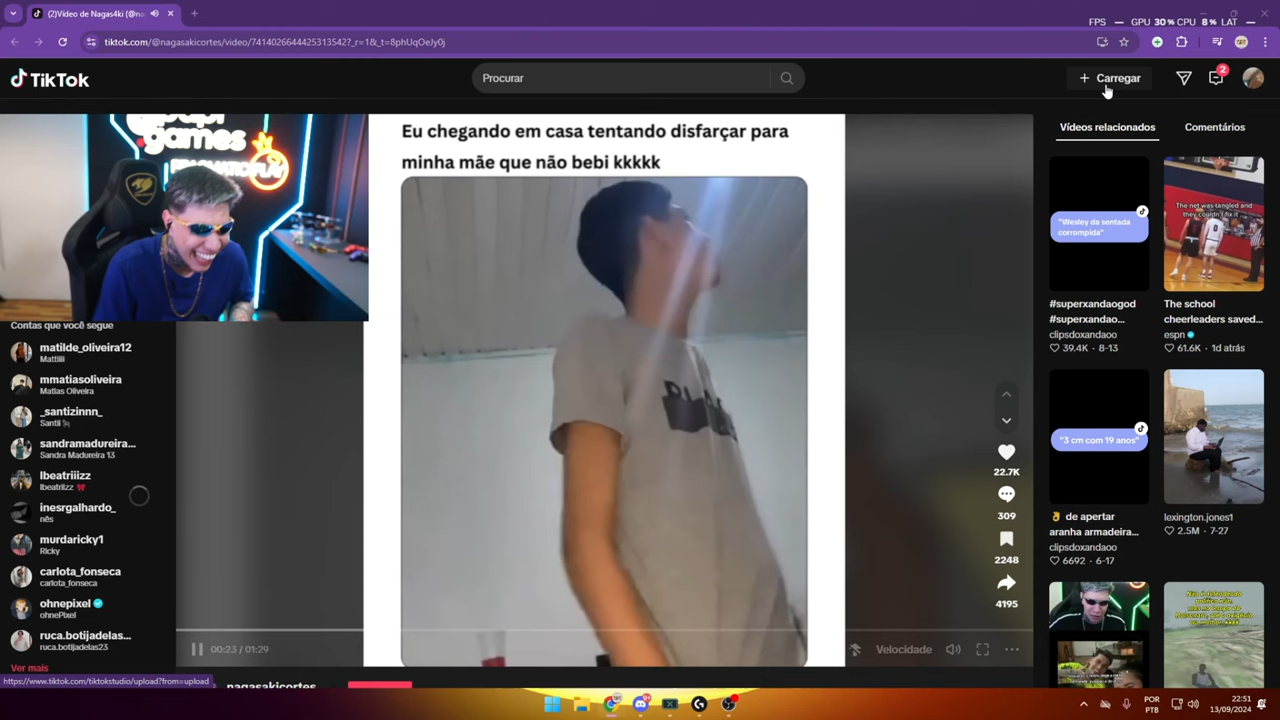 (2)Vídeo de Nagas4ki (@na
tiktok.com/@nagasakicortes/video/7414026644425313542?_r=1&_t=8phUqOeJy0j
FPS — GPU 30 % CPU 8 % LAT —
TikTok
Procurar
+ Carregar
2
games
Eu chegando em casa tentando disfarçar para
minha mãe que não bebi kkkkk
Contas que você segue
matilde_oliveira12
Mattiiii
mmatiasoliveira
Matias Oliveira
_santizinnn_
Santii
sandramadureira...
Sandra Madureira 13
lbeatriiizz
lbeatrlizz
inesrgalhardo_
nês
murdaricky1
Ricky
carlota_fonseca
carlota_fonseca
ohnepixel
ohnePixel
ruca.botijadelas...
ruca.botijadelas23
Ver mais
https://www.tiktok.com/tiktokstudio/upload?from=upload
nagasakicortes
00:23 / 01:29
Velocidade
22.7K
309
2248
4195
Vídeos relacionados
Comentários
"Wesley da sentada
corrompida"
#superxandaogod
#superxandao...
clipsdoxandaoo
39.4K · 8-13
The net was tangled and
they couldn't fix it
The school
cheerleaders saved...
espn
61.6K · 1d atrás
"3 cm com 19 anos"
de apertar
aranha armadeira...
clipsdoxandaoo
6692 · 6-17
lexington.jones1
2.5M · 7-27
POR
PTB
22:51
13/09/2024